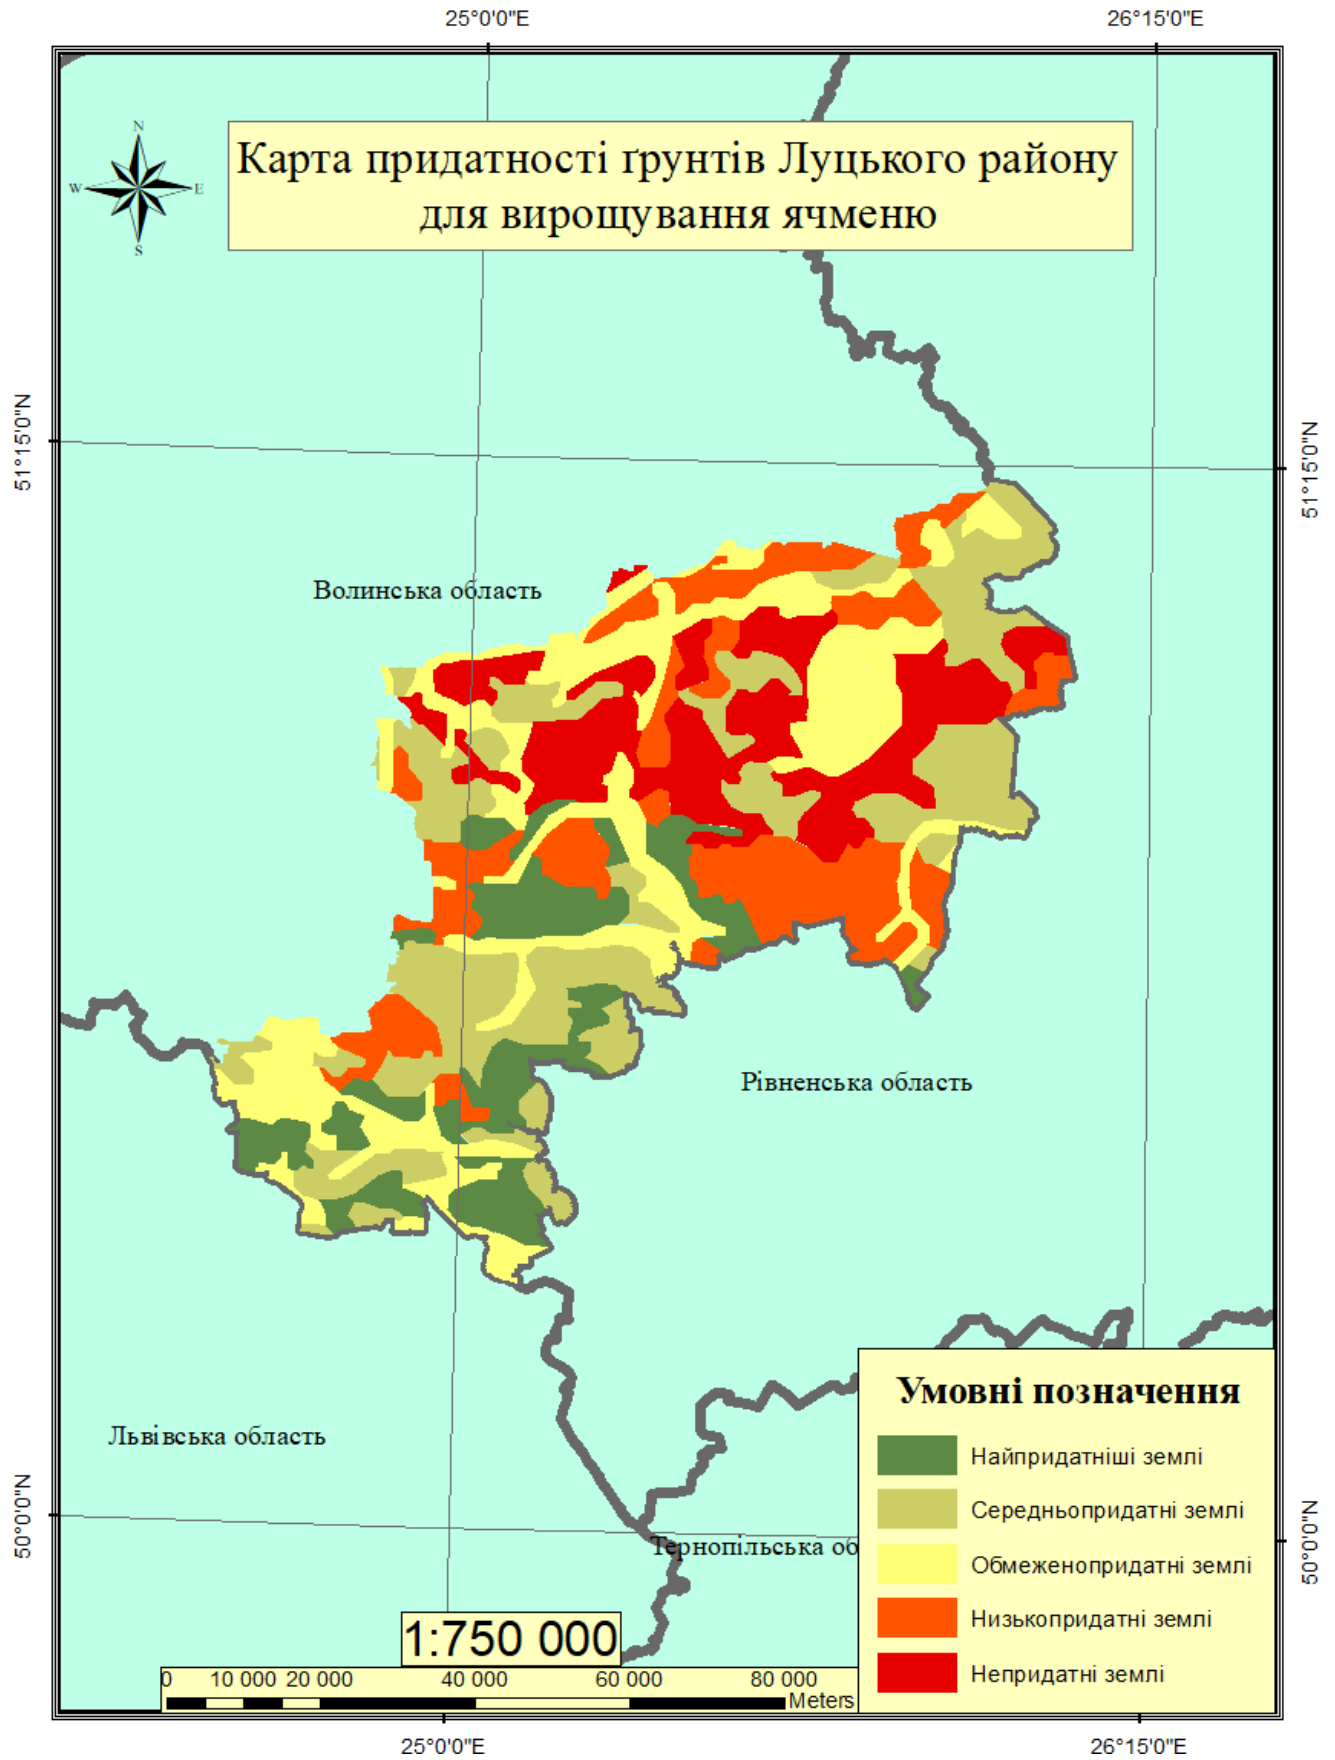 25°0'0"E
26°15'0"E
N
W
E
S
Карта придатності ґрунтів Луцького району
для вирощування ячменю
51°15'0"N
51°15'0"N
Волинська область
Рівненська область
Львівська область
Умовні позначення
Найпридатніші землі
Середньопридатні землі
Обмеженопридатні землі
Низькопридатні землі
Непридатні землі
50°0'0"N
50°0'0"N
Тернопільська об
1:750 000
0 10 000 20 000 40 000 60 000 80 000
Meters
25°0'0"E
26°15'0"E